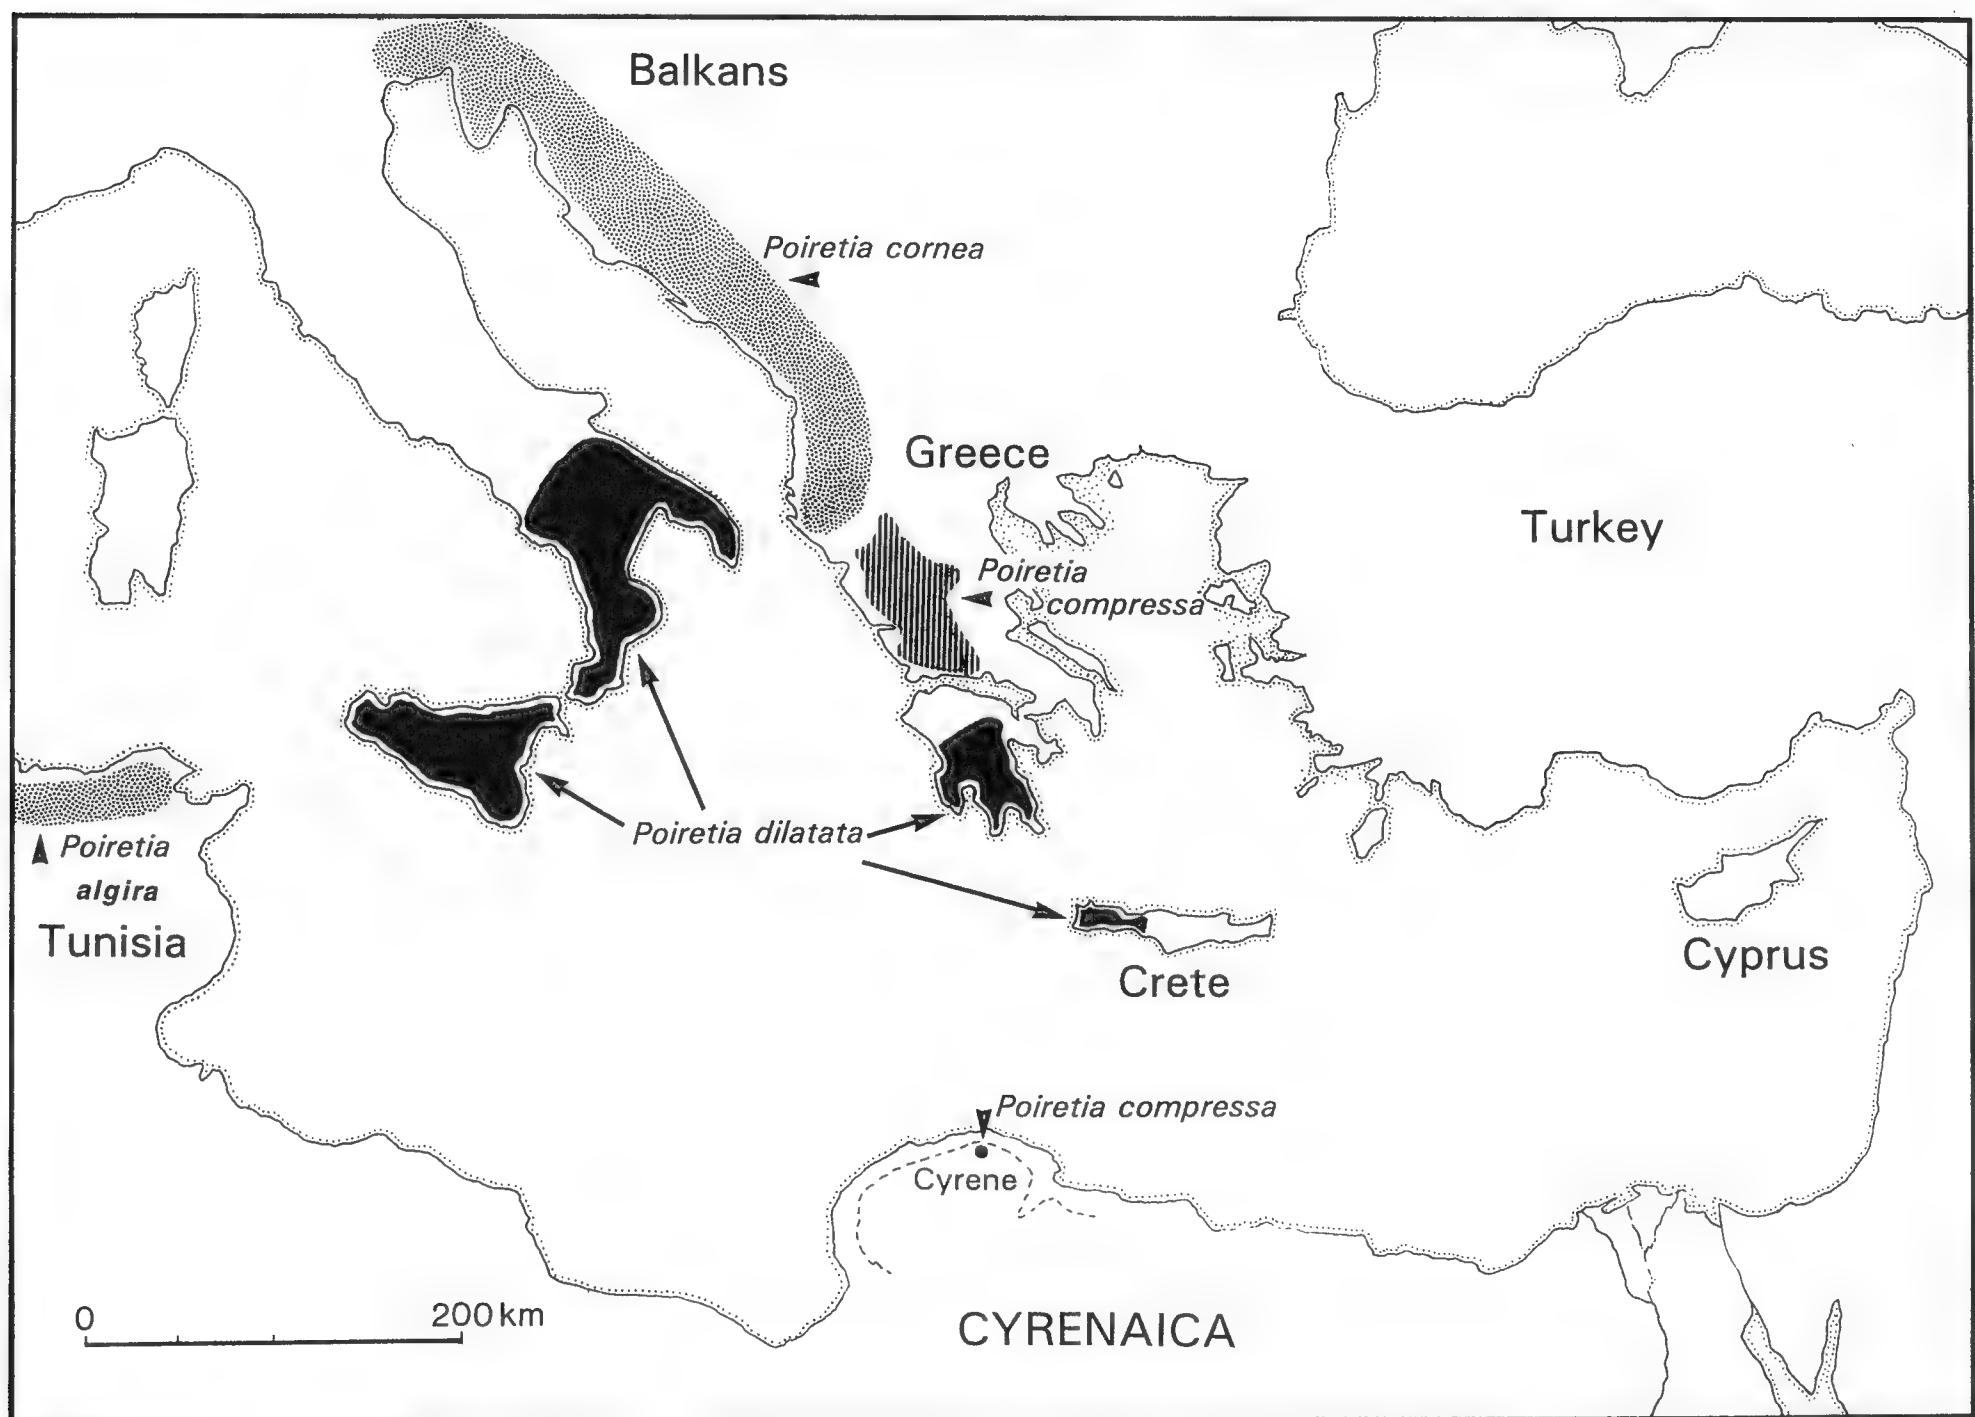 Balkans
Poiretia cornea
Greece
Turkey
Poiretia
compressa
Poiretia dilatata
Poiretia
algira
Tunisia
Crete
Cyprus
Poiretia compressa
Cyrene
0
200 km
CYRENAICA